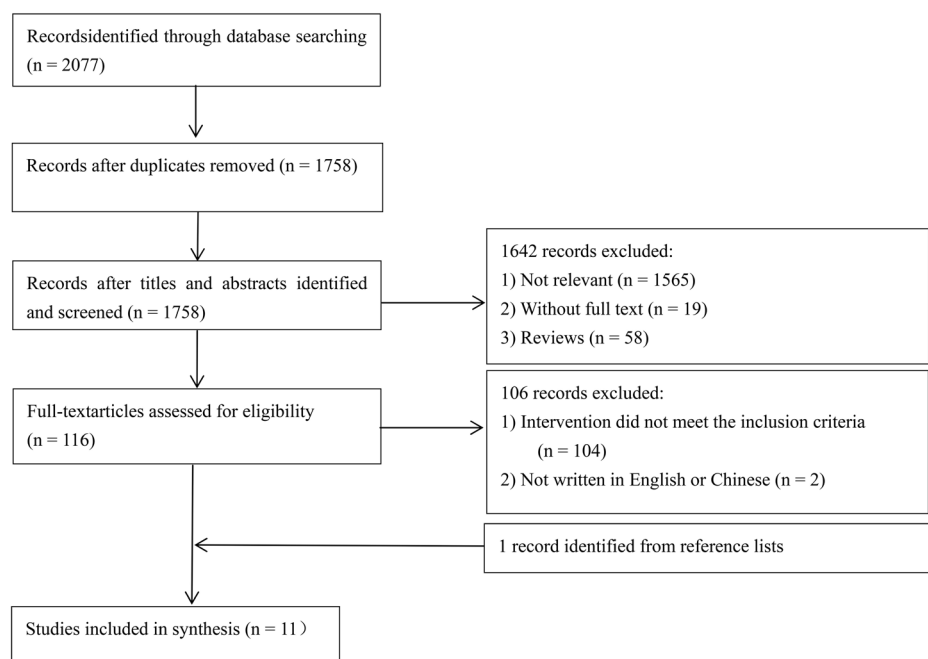 Recordsidentified through database searching
(n = 2077)
Records after duplicates removed (n = 1758)
Records after titles and abstracts identified
and screened (n = 1758)
1642 records excluded:
1) Not relevant (n = 1565)
2) Without full text (n = 19)
3) Reviews (n = 58)
Full-textarticles assessed for eligibility
(n = 116)
106 records excluded:
1) Intervention did not meet the inclusion criteria
(n = 104)
2) Not written in English or Chinese (n = 2)
1 record identified from reference lists
Studies included in synthesis (n = 11）